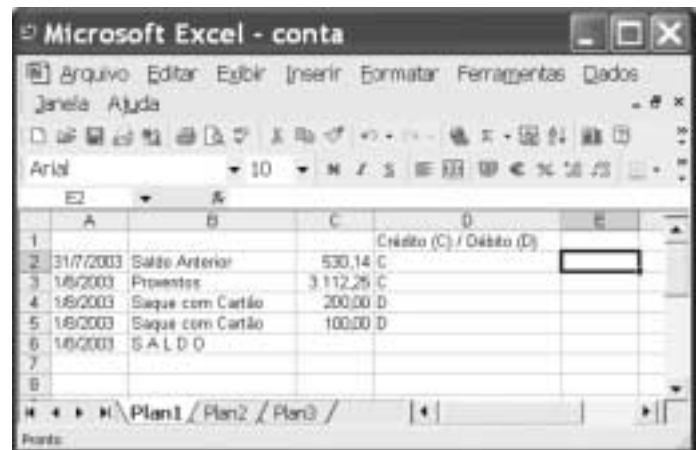 Microsoft Excel - conta
Arquivo Editar Exibir Inserir Formatar Ferramentas Dados
Janela Ajuda
Arial 10 N I S
E2 fx
A B C D E
1 Crédito (C) / Débito (D)
2 31/7/2003 Saldo Anterior 530,14 C
3 1/8/2003 Proventos 3.112,25 C
4 1/8/2003 Saque com Cartão 200,00 D
5 1/8/2003 Saque com Cartão 100,00 D
6 1/8/2003 S A L D O
7
8
Plan1 / Plan2 / Plan3 /
Pronto